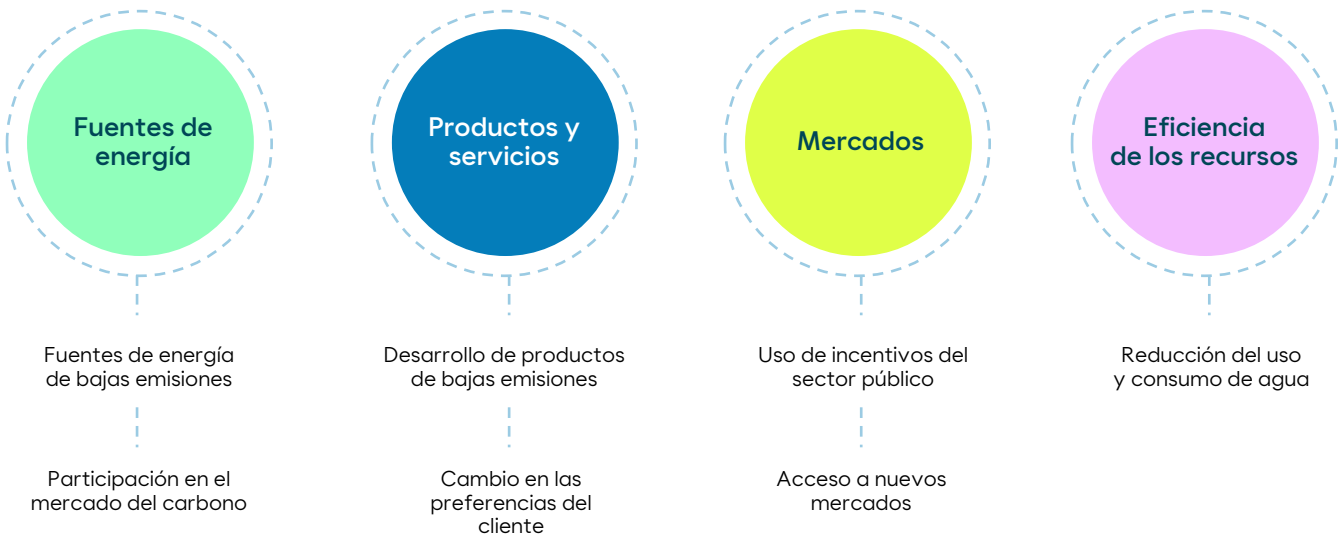 Fuentes de
energía
Fuentes de energía
de bajas emisiones
Participación en el
mercado del carbono
Productos y
servicios
Desarrollo de productos
de bajas emisiones
Cambio en las
preferencias del
cliente
Mercados
Uso de incentivos del
sector público
Acceso a nuevos
mercados
Eficiencia
de los recursos
Reducción del uso
y consumo de agua